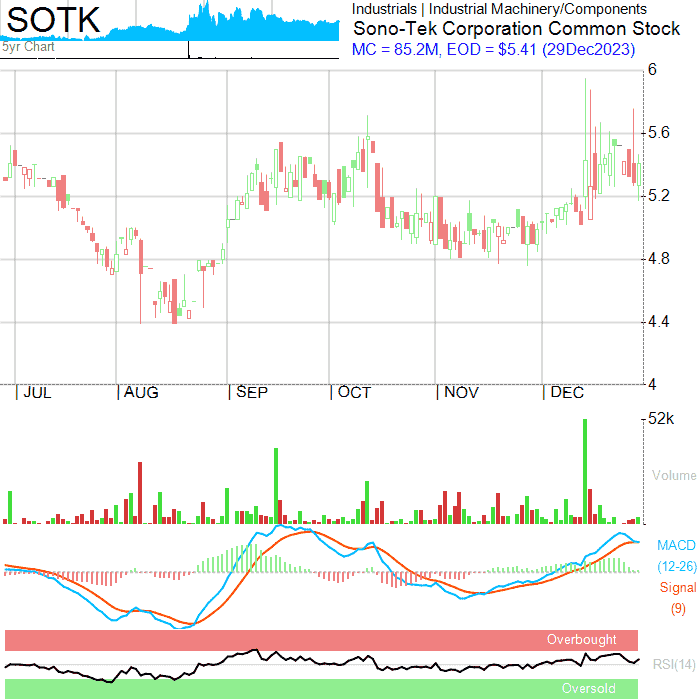 SOTK
5yr Chart
Industrials | Industrial Machinery/Components
Sono-Tek Corporation Common Stock
MC = 85.2M, EOD = $5.41 (29Dec2023)
6
5.6
5.2
4.8
4.4
4
|JUL |AUG |SEP |OCT |NOV |DEC
52k
Volume
MACD
(12-26)
Signal
(9)
Overbought
RSI(14)
Oversold